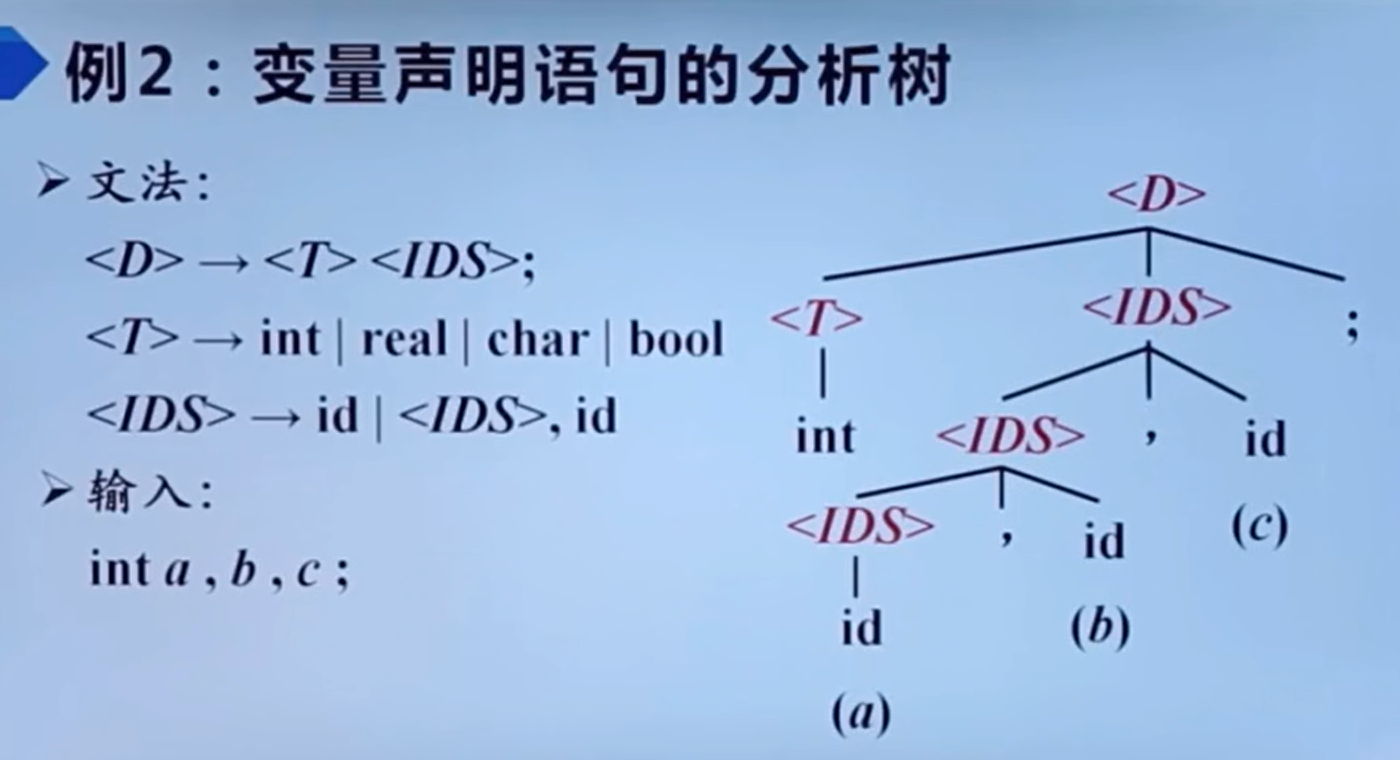 例2：变量声明语句的分析树
➢ 文法：
<D> → <T> <IDS>;
<T> → int | real | char | bool
<IDS> → id | <IDS>, id
➢ 输入：
int a , b , c ;
<D>
<T> <IDS> ;
int <IDS> , id
<IDS> , id (c)
id (b)
(a)